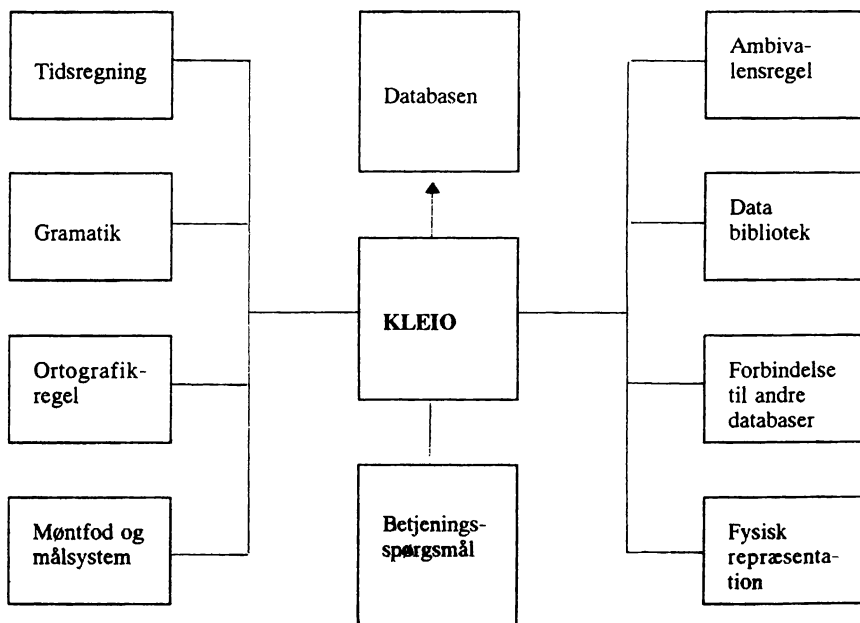 Tidsregning
Gramatik
Ortografik-
regel
Møntfod og
målsystem
Databasen
KLEIO
Betjenings-
spørgsmål
Ambiva-
lensregel
Data
bibliotek
Forbindelse
til andre
databaser
Fysisk
repræsenta-
tion